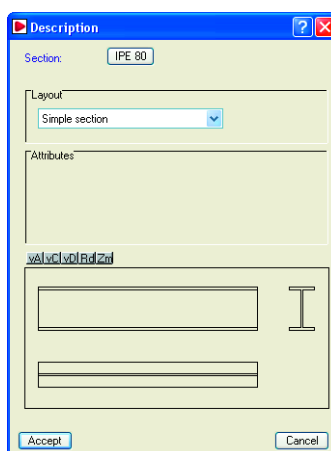 Description
Section: IPE 80
Layout
Simple section
Attributes
vA vC vD Rd Zm
Accept Cancel